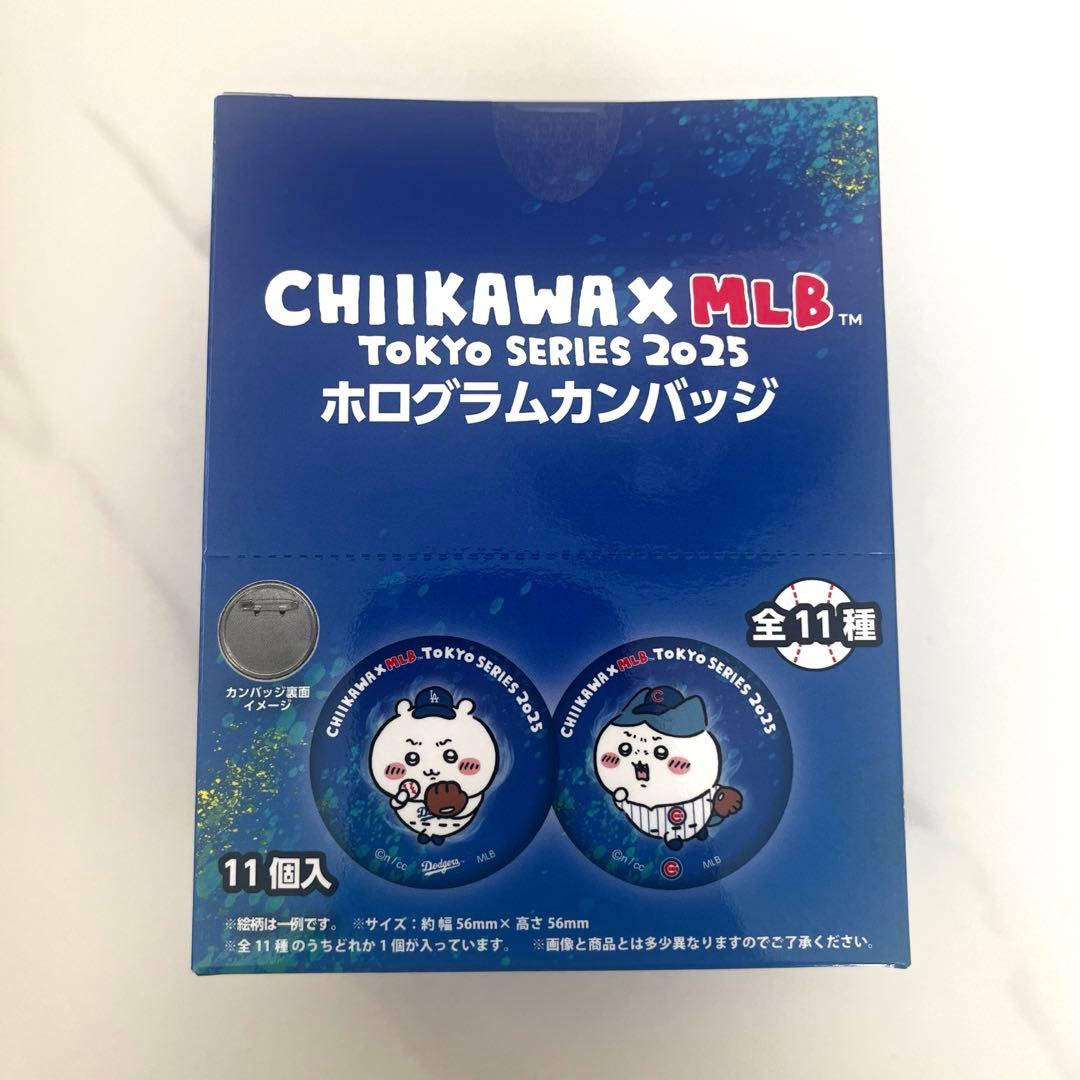 CHIIKAWA × MLB™
TOKYO SERIES 2025
ホログラムカンバッジ
全11種
カンバッジ裏面
イメージ
CHIIKAWA×MLB™ TOKYO SERIES 2025
LA
©n/cc Dodgers™ MLB
CHIIKAWA×MLB™ TOKYO SERIES 2025
C
©n/cc C MLB
11個入
※絵柄は一例です。 ※サイズ：約 幅 56mm× 高さ 56mm
※全 11 種 のうちどれか 1 個が入っています。 ※画像と商品とは多少異なりますのでご了承ください。